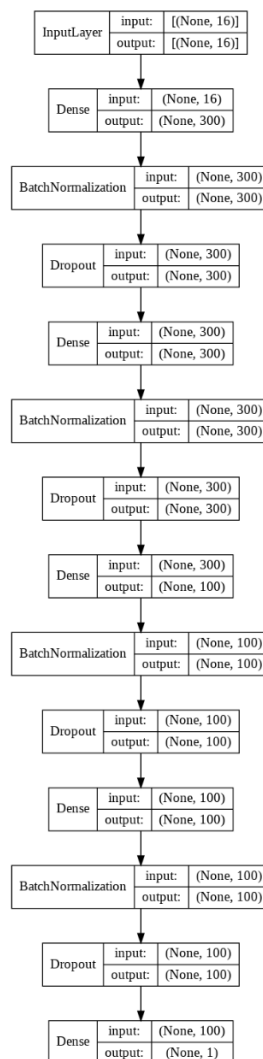 InputLayer input: [(None, 16)]
output: [(None, 16)]
Dense input: (None, 16)
output: (None, 300)
BatchNormalization input: (None, 300)
output: (None, 300)
Dropout input: (None, 300)
output: (None, 300)
Dense input: (None, 300)
output: (None, 300)
BatchNormalization input: (None, 300)
output: (None, 300)
Dropout input: (None, 300)
output: (None, 300)
Dense input: (None, 300)
output: (None, 100)
BatchNormalization input: (None, 100)
output: (None, 100)
Dropout input: (None, 100)
output: (None, 100)
Dense input: (None, 100)
output: (None, 100)
BatchNormalization input: (None, 100)
output: (None, 100)
Dropout input: (None, 100)
output: (None, 100)
Dense input: (None, 100)
output: (None, 1)